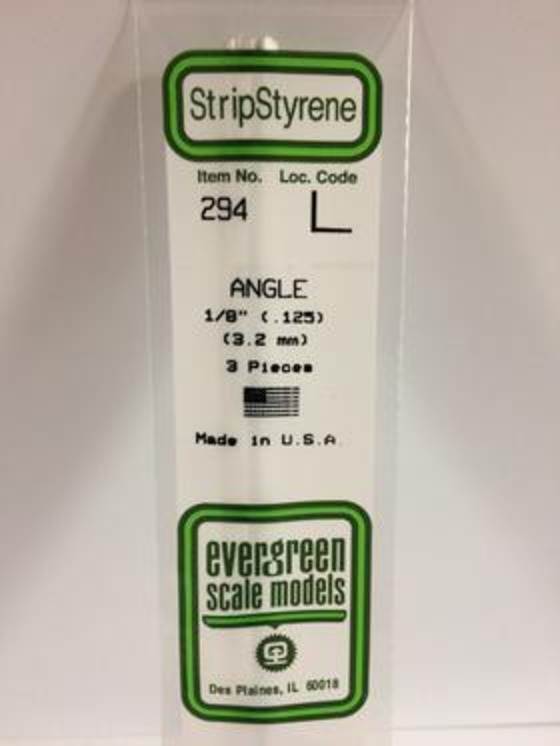 StripStyrene
Item No. Loc. Code
294 L
ANGLE
1/8" (.125)
(3.2 mm)
3 Pieces
Made in U.S.A.
evergreen
scale models
Des Plaines, IL 60018